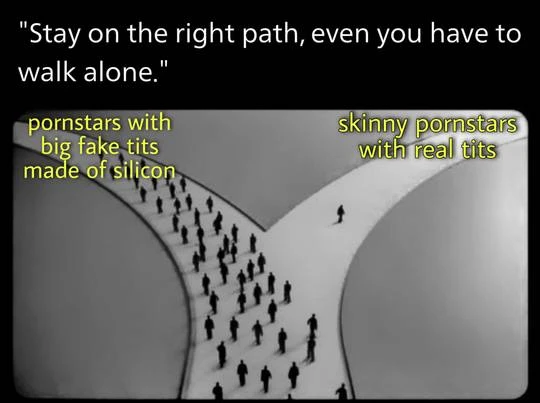 "Stay on the right path, even you have to
walk alone."
pornstars with
big fake tits
made of silicon
skinny pornstars
with real tits